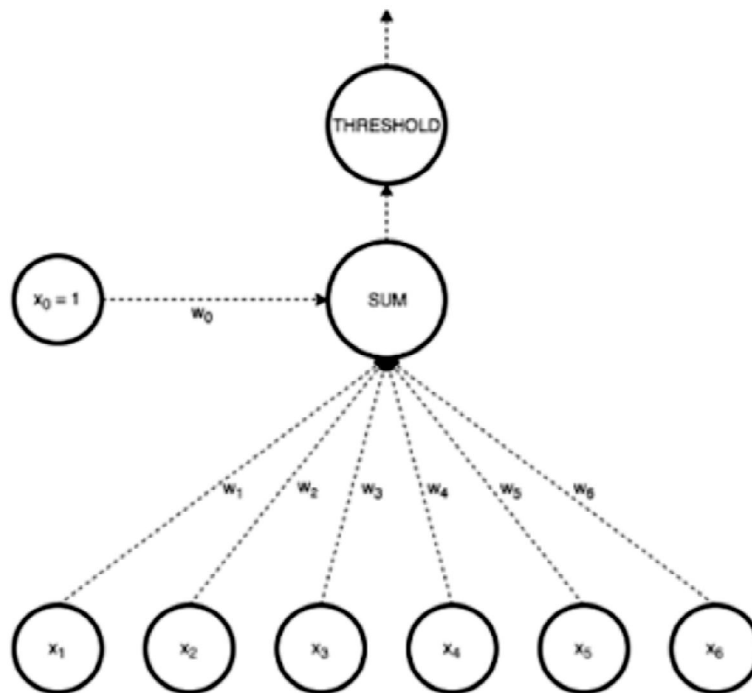 THRESHOLD
x₀ = 1
SUM
w₀
w₁
w₂
w₃
w₄
w₅
w₆
x₁
x₂
x₃
x₄
x₅
x₆